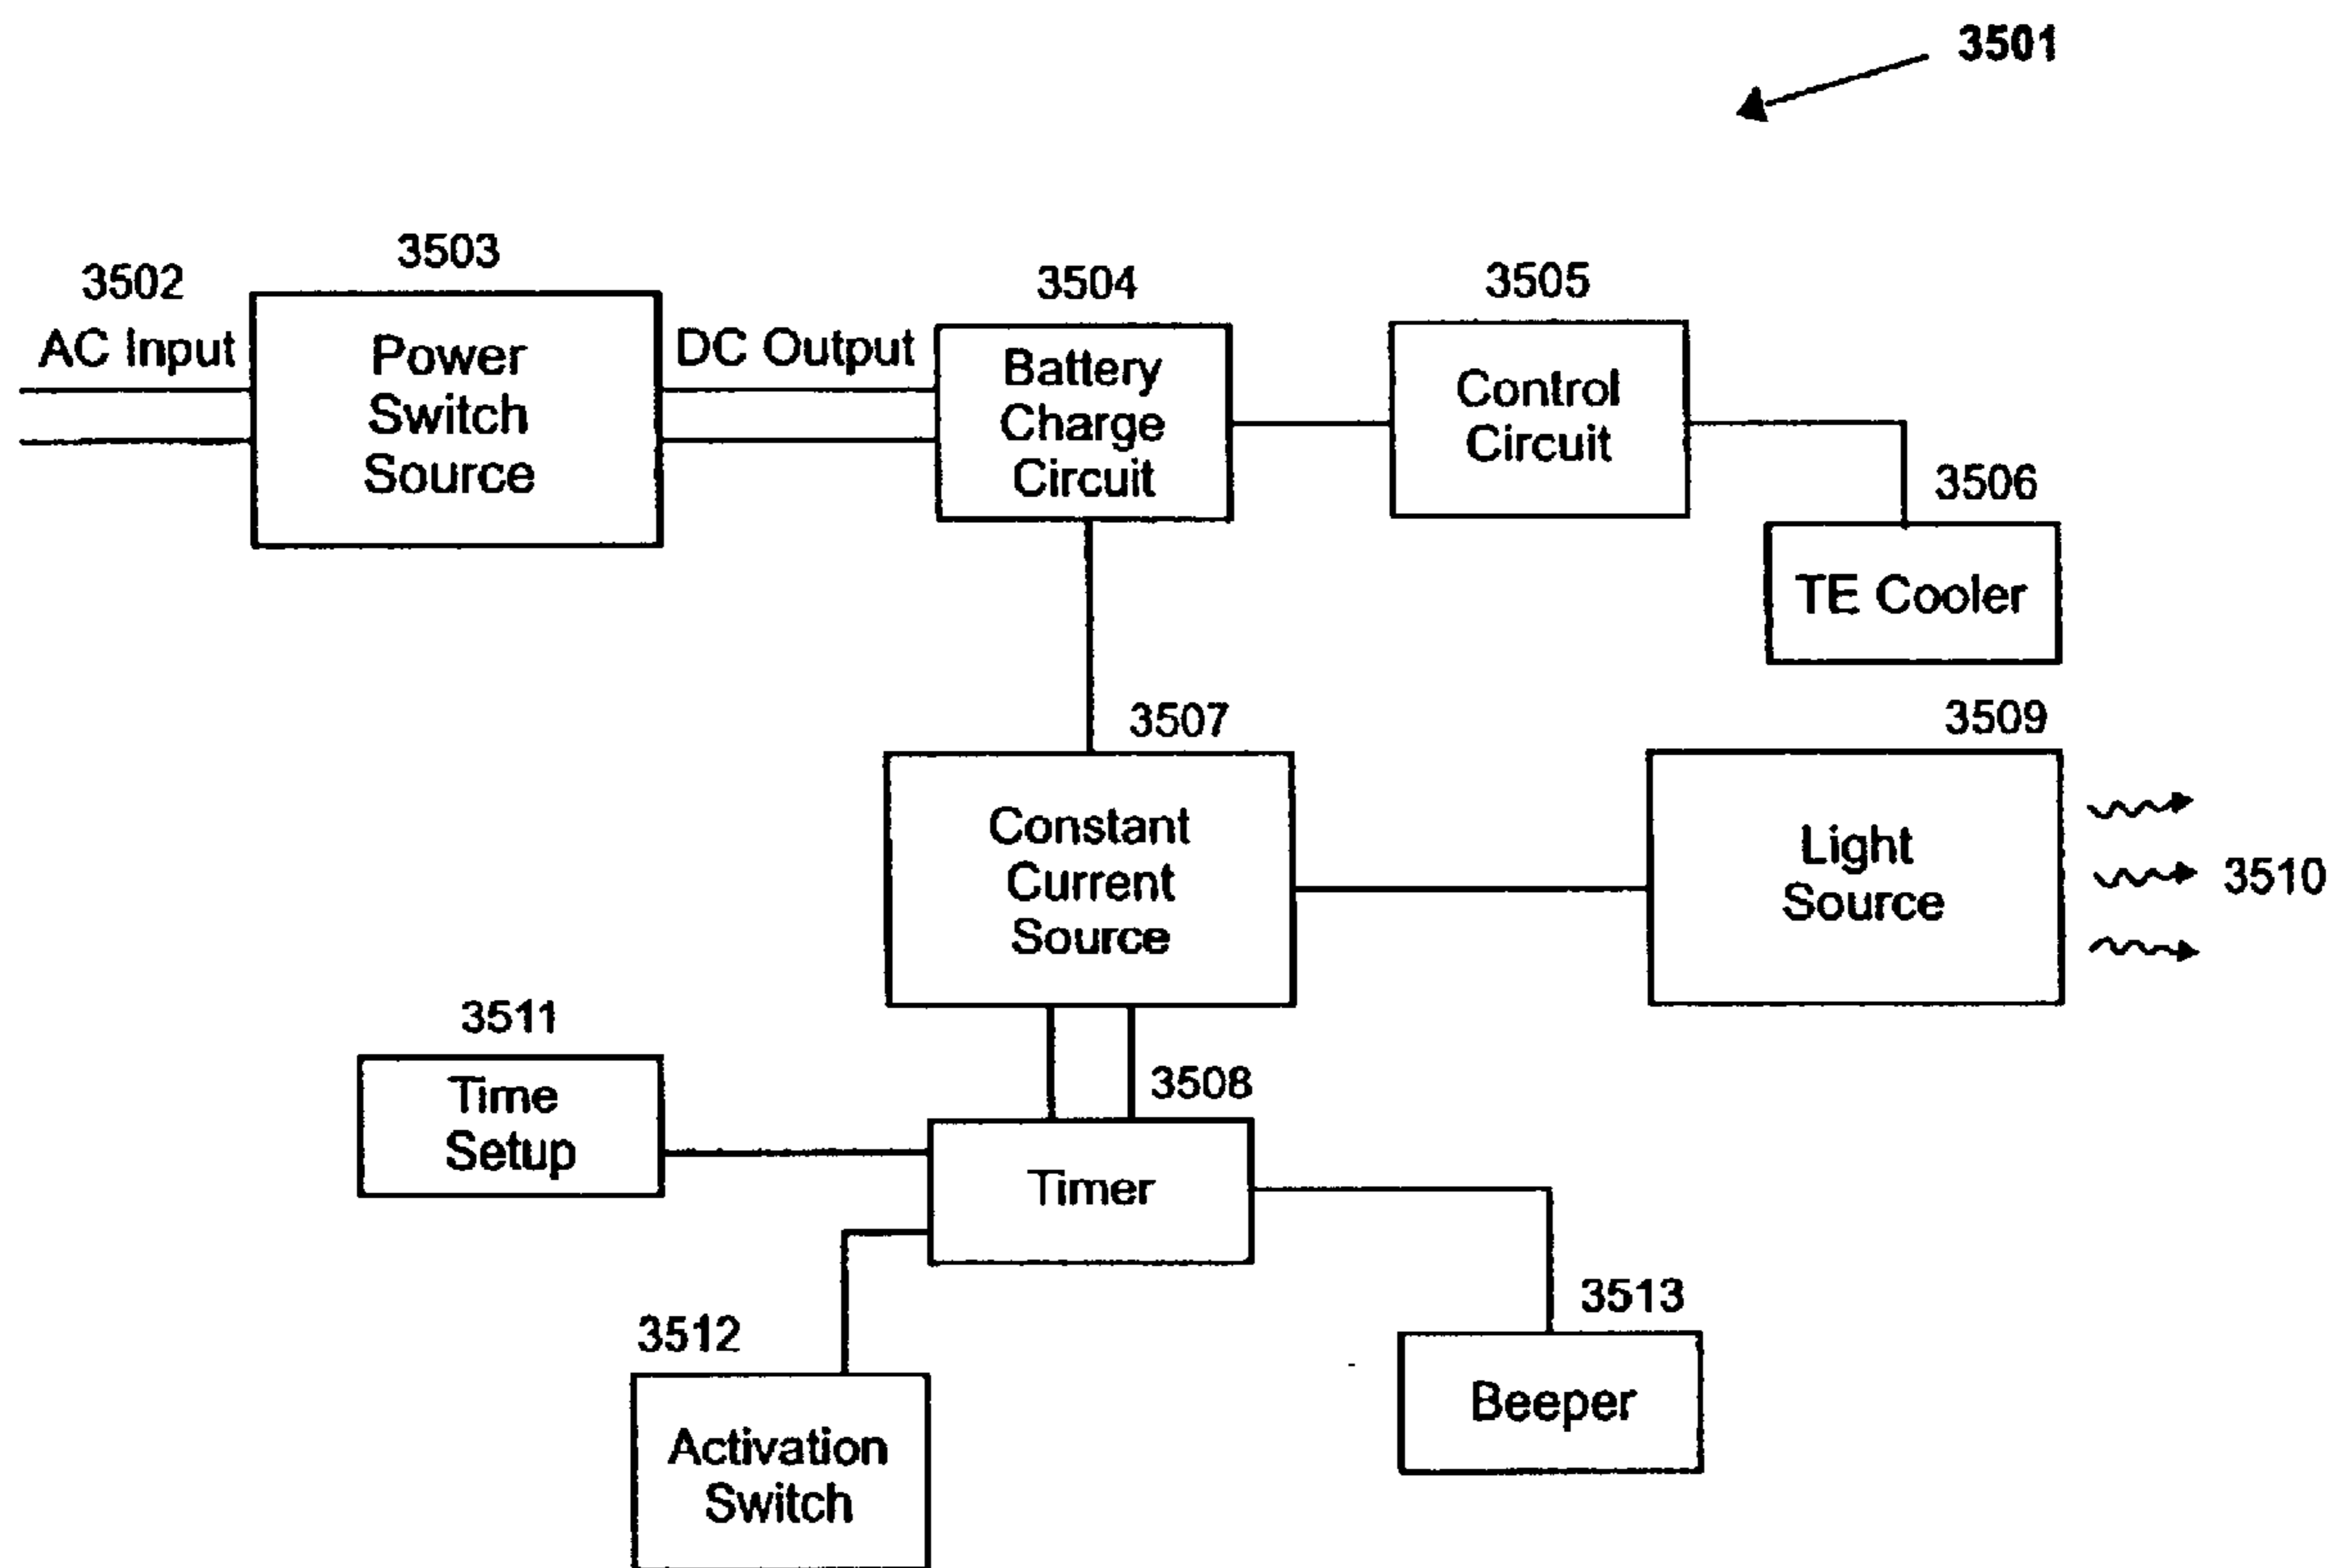 3501
3503
3502
3504
3505
AC Input
DC Output
Power
Switch
Source
Battery
Charge
Circuit
Control
Circuit
3506
TE Cooler
3507
3509
Constant
Current
Source
Light
Source
3510
3511
3508
Time
Setup
Timer
3512
3513
Activation
Switch
Beeper